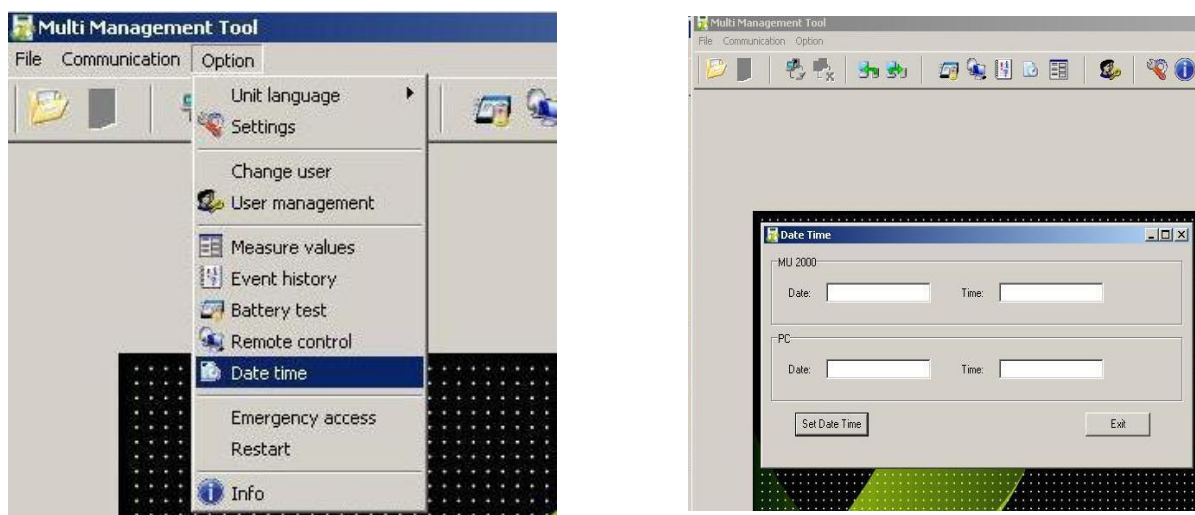 Multi Management Tool
File Communication Option
Unit language
Settings
Change user
User management
Measure values
Event history
Battery test
Remote control
Date time
Emergency access
Restart
Info
Multi Management Tool
File Communication Option
Date Time
MU 2000
Date: Time:
PC
Date: Time:
Set Date Time Exit